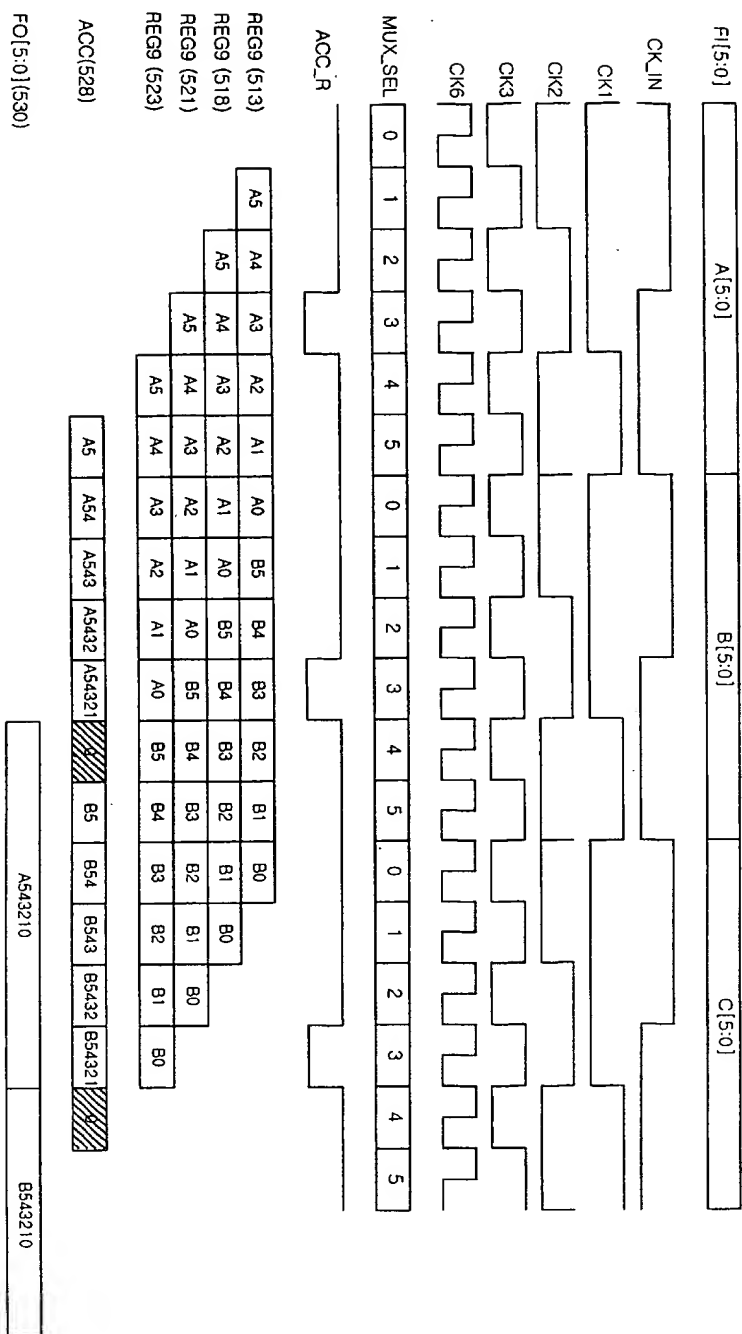 FI[5:0] A[5:0] B[5:0] C[5:0]
CK_IN
CK1
CK2
CK3
CK6
MUX_SEL 0 1 2 3 4 5 0 1 2 3 4 5 0 1 2 3 4 5
ACC_R
REG9 (513) A5 A4 A3 A2 A1 A0 B5 B4 B3 B2 B1 B0
REG9 (518) A5 A4 A3 A2 A1 A0 B5 B4 B3 B2 B1 B0
REG9 (521) A5 A4 A3 A2 A1 A0 B5 B4 B3 B2 B1 B0
REG9 (523) A5 A4 A3 A2 A1 A0 B5 B4 B3 B2 B1 B0
ACC(528) A5 A54 A543 A5432 A54321 B5 B54 B543 B5432 B54321
FO[5:0](530) A543210 B543210